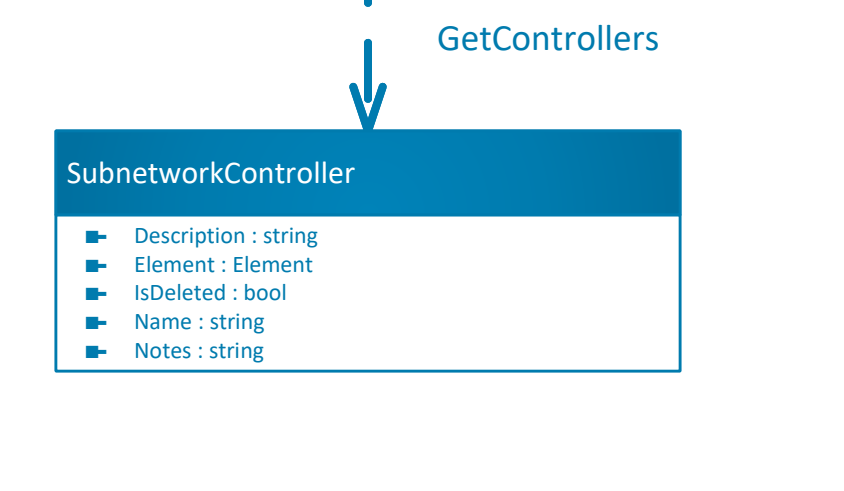 GetControllers
SubnetworkController
Description : string
Element : Element
IsDeleted : bool
Name : string
Notes : string